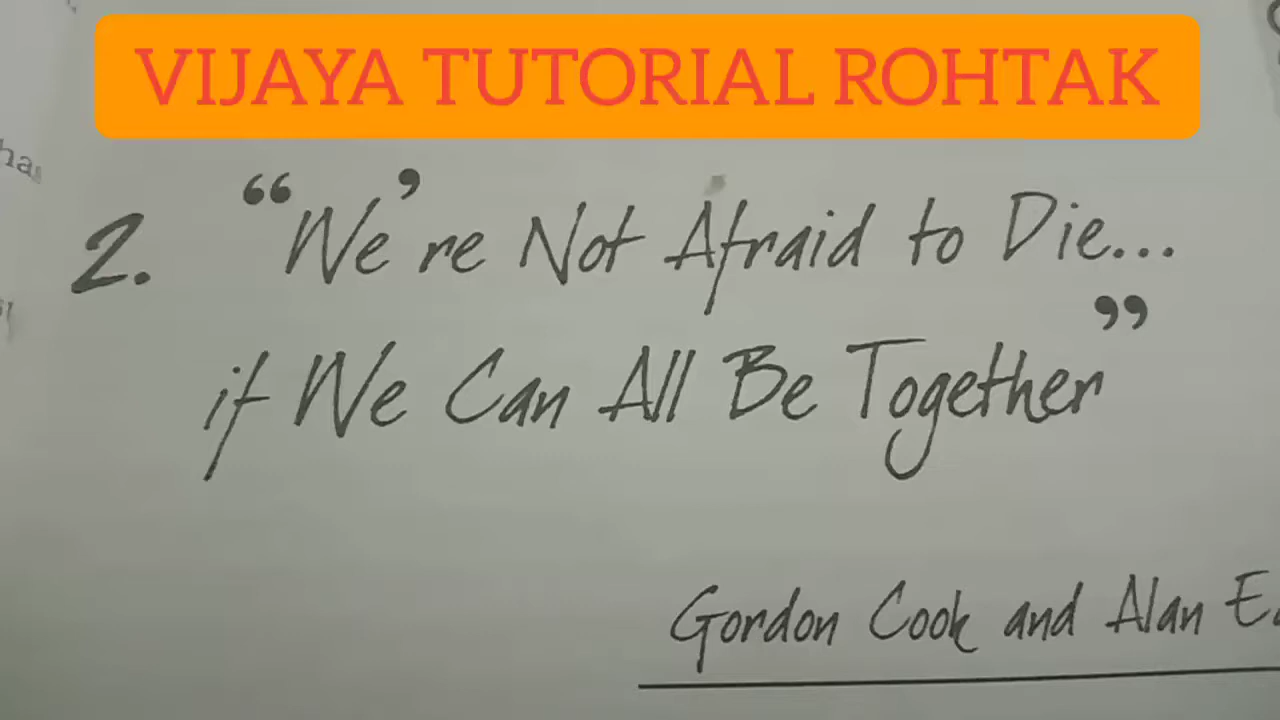 VIJAYA TUTORIAL ROHTAK
2. “We’re Not Afraid to Die...
if We Can All Be Together”
Gordon Cook and Alan